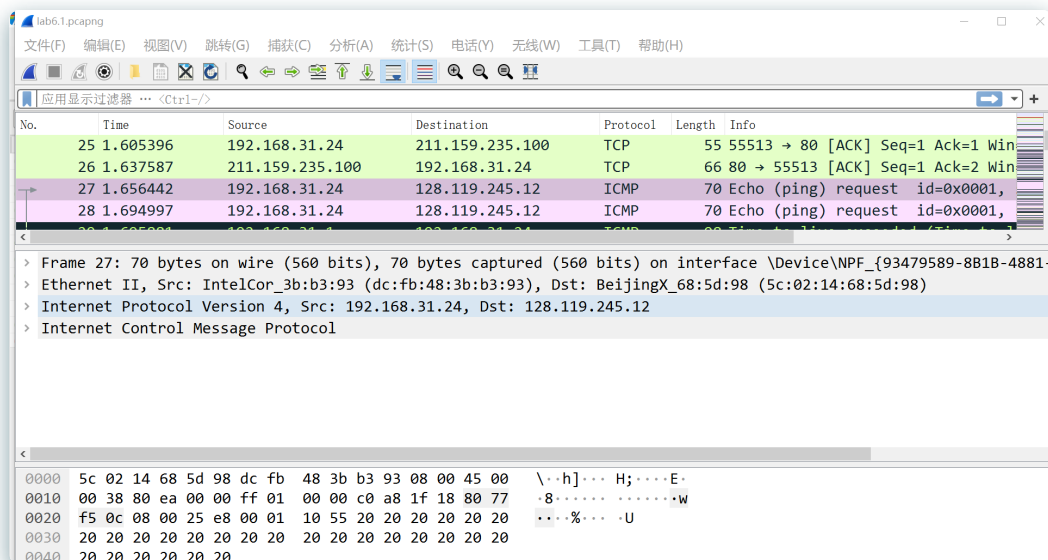 lab6.1.pcapng
文件(F) 编辑(E) 视图(V) 跳转(G) 捕获(C) 分析(A) 统计(S) 电话(Y) 无线(W) 工具(T) 帮助(H)
应用显示过滤器 … <Ctrl-/>
No. Time Source Destination Protocol Length Info
25 1.605396 192.168.31.24 211.159.235.100 TCP 55 55513 → 80 [ACK] Seq=1 Ack=1 Win
26 1.637587 211.159.235.100 192.168.31.24 TCP 66 80 → 55513 [ACK] Seq=1 Ack=2 Win
27 1.656442 192.168.31.24 128.119.245.12 ICMP 70 Echo (ping) request id=0x0001,
28 1.694997 192.168.31.24 128.119.245.12 ICMP 70 Echo (ping) request id=0x0001,
Frame 27: 70 bytes on wire (560 bits), 70 bytes captured (560 bits) on interface \Device\NPF_{93479589-8B1B-4881-
Ethernet II, Src: IntelCor_3b:b3:93 (dc:fb:48:3b:b3:93), Dst: BeijingX_68:5d:98 (5c:02:14:68:5d:98)
Internet Protocol Version 4, Src: 192.168.31.24, Dst: 128.119.245.12
Internet Control Message Protocol
0000 5c 02 14 68 5d 98 dc fb 48 3b b3 93 08 00 45 00 \··h]··· H;····E·
0010 00 38 80 ea 00 00 ff 01 00 00 c0 a8 1f 18 80 77 ·8······ ·······w
0020 f5 0c 08 00 25 e8 00 01 10 55 20 20 20 20 20 20 ····%··· ·U
0030 20 20 20 20 20 20 20 20 20 20 20 20 20 20 20 20
0040 20 20 20 20 20 20